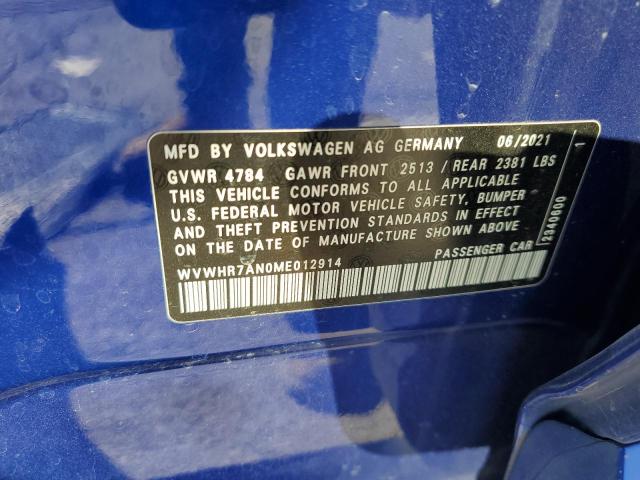 MFD BY VOLKSWAGEN AG GERMANY 06/2021
GVWR 4784 GAWR FRONT 2513 / REAR 2381 LBS
THIS VEHICLE CONFORMS TO ALL APPLICABLE
U.S. FEDERAL MOTOR VEHICLE SAFETY, BUMPER
AND THEFT PREVENTION STANDARDS IN EFFECT
ON THE DATE OF MANUFACTURE SHOWN ABOVE.
WVWHR7AN0ME012914 PASSENGER CAR
2340600 1